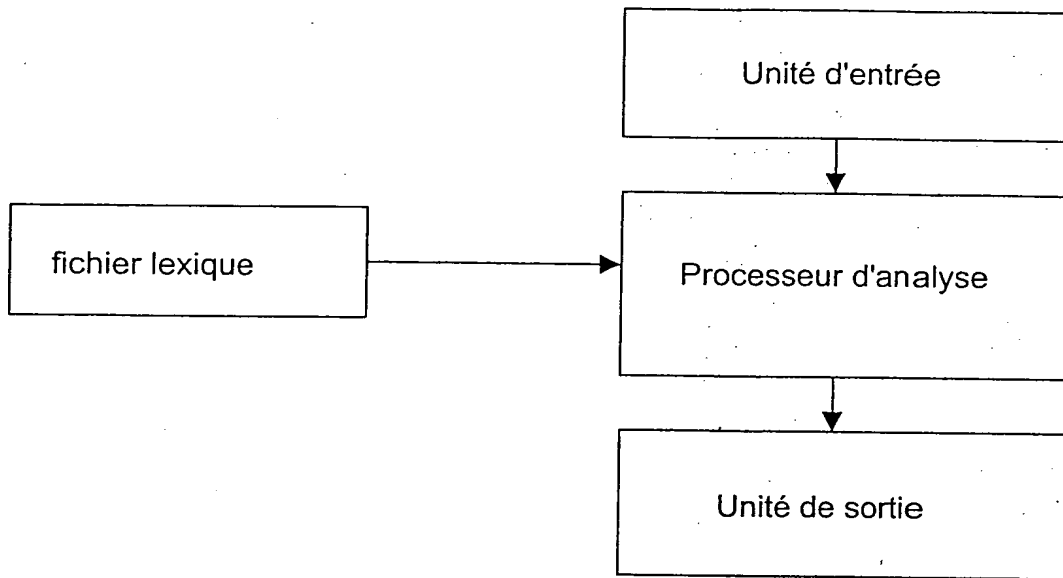 Unité d'entrée
fichier lexique
Processeur d'analyse
Unité de sortie